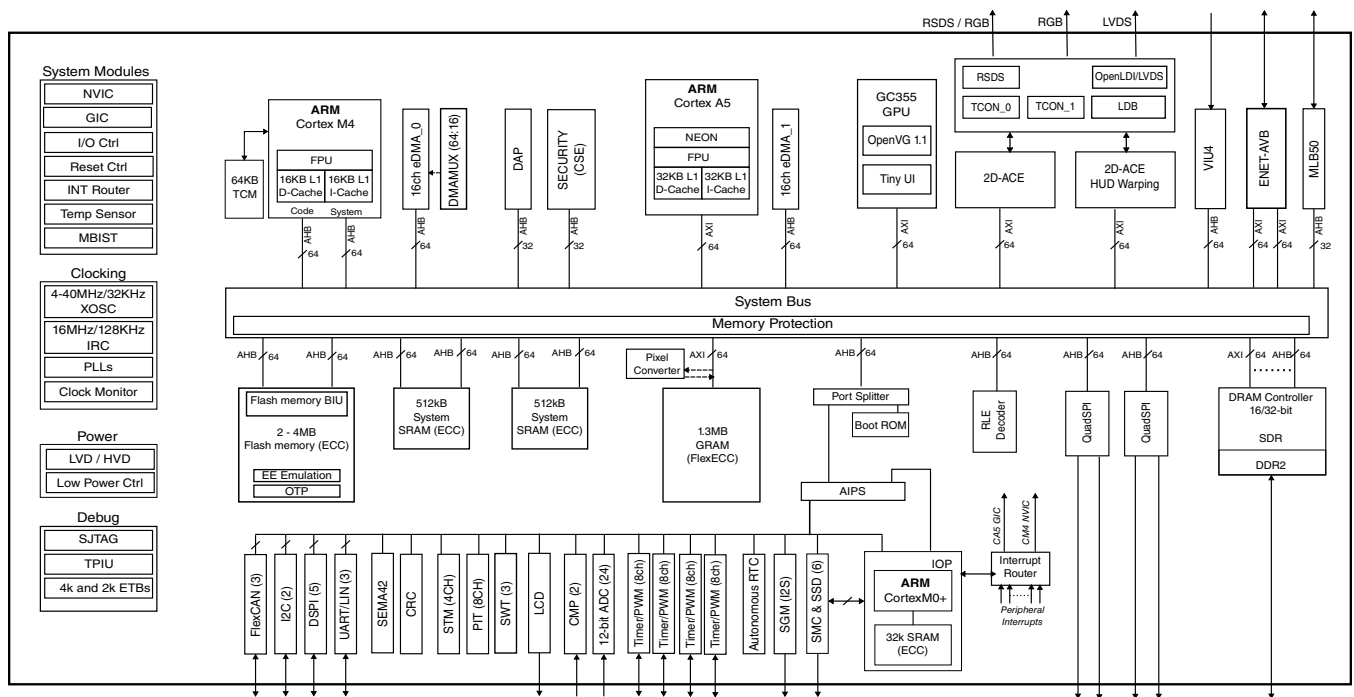 RSDS / RGB
RGB
LVDS
System Modules
NVIC
GIC
I/O Ctrl
Reset Ctrl
INT Router
Temp Sensor
MBIST
Clocking
4-40MHz/32KHz
XOSC
16MHz/128KHz
IRC
PLLs
Clock Monitor
Power
LVD / HVD
Low Power Ctrl
Debug
SJTAG
TPIU
4k and 2k ETBs
64KB
TCM
ARM
Cortex M4
FPU
16KB L1
D-Cache
16KB L1
I-Cache
Code
System
AHB
64
AHB
64
16ch eDMA_0
DMAMUX (64:16)
AHB
64
DAP
AHB
32
SECURITY
(CSE)
AHB
32
ARM
Cortex A5
NEON
FPU
32KB L1
D-Cache
32KB L1
I-Cache
AXI
64
16ch eDMA_1
AHB
64
GC355
GPU
OpenVG 1.1
Tiny UI
AXI
64
RSDS
OpenLDI/LVDS
TCON_0
TCON_1
LDB
2D-ACE
AXI
64
2D-ACE
HUD Warping
AXI
64
VIU4
AHB
64
ENET-AVB
AXI
64
AXI
64
MLB50
AHB
32
System Bus
Memory Protection
AHB
64
AHB
64
AHB
64
AHB
64
AHB
64
AHB
64
AXI
64
AHB
64
AHB
64
AHB
64
AHB
64
AXI
64
AHB
64
Flash memory BIU
2 - 4MB
Flash memory (ECC)
EE Emulation
OTP
512kB
System
SRAM (ECC)
512kB
System
SRAM (ECC)
Pixel
Converter
1.3MB
GRAM
(FlexECC)
Port Splitter
Boot ROM
RLE
Decoder
QuadSPI
QuadSPI
DRAM Controller
16/32-bit
SDR
DDR2
AIPS
FlexCAN (3)
I2C (2)
DSPI (5)
UART/LIN (3)
SEMA42
CRC
STM (4CH)
PIT (8CH)
SWT (3)
LCD
CMP (2)
12-bit ADC (24)
Timer/PWM (8ch)
Timer/PWM (8ch)
Timer/PWM (8ch)
Timer/PWM (8ch)
Autonomous RTC
SGM (I2S)
SMC & SSD (6)
IOP
ARM
CortexM0+
32k SRAM
(ECC)
CA5 GIC
CM4 NVIC
Interrupt
Router
Peripheral
Interrupts